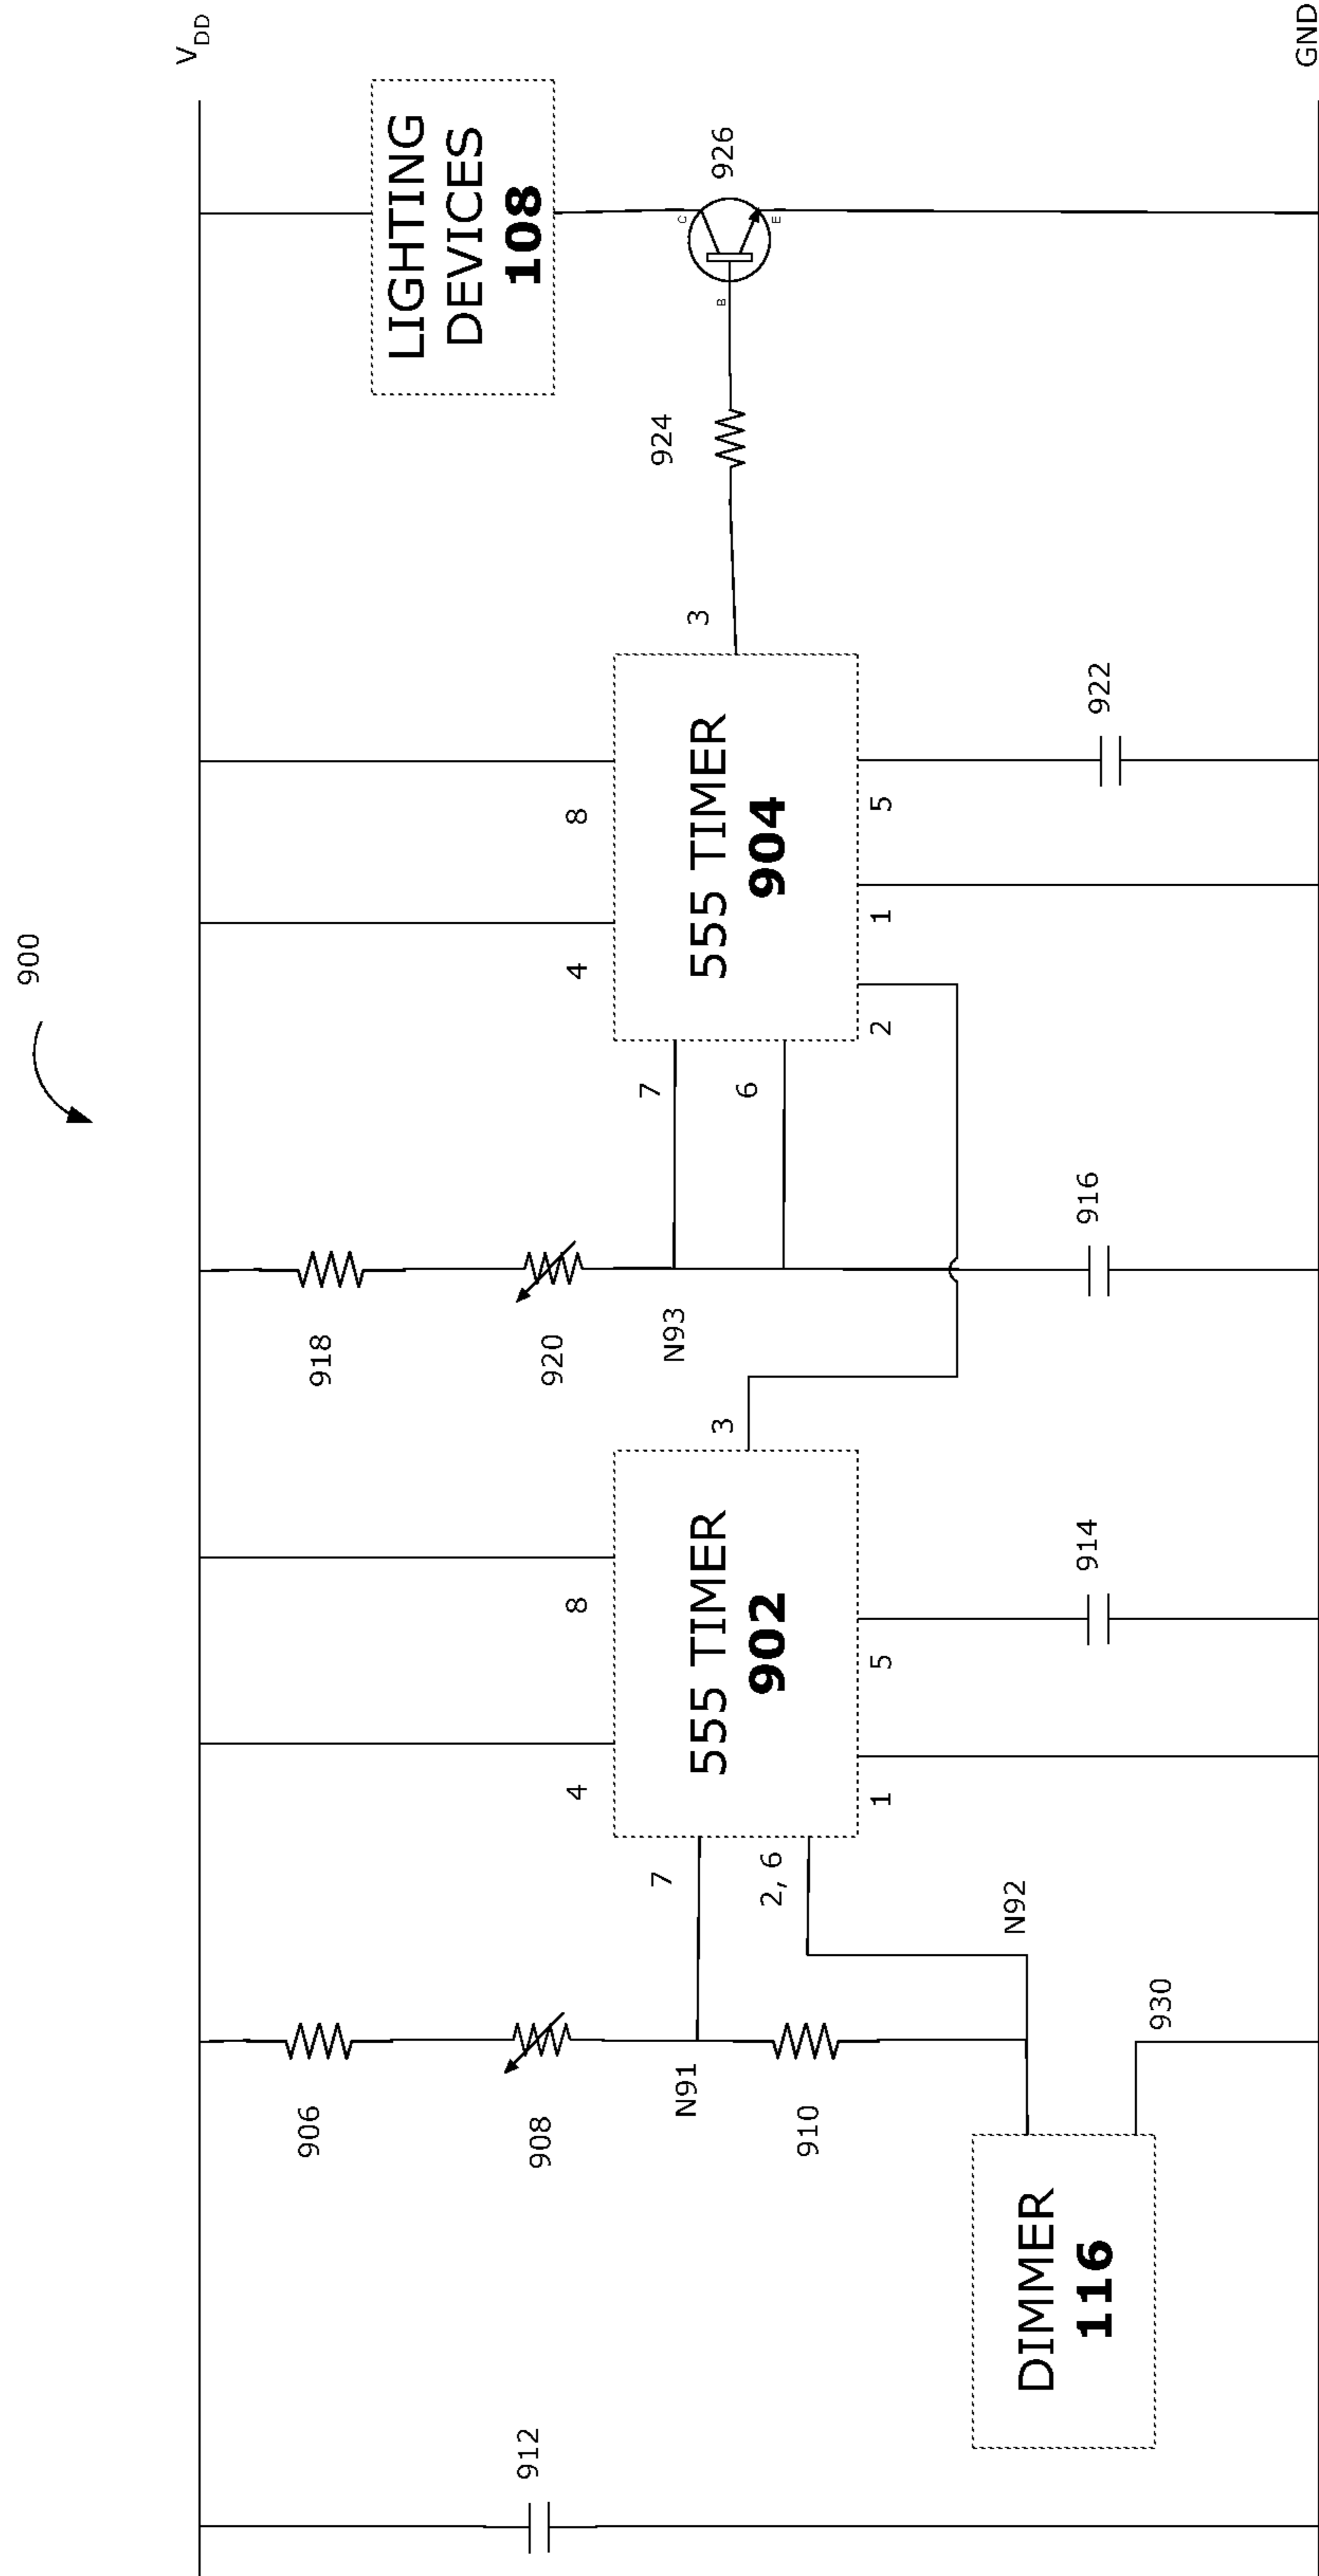 900
V_DD
LIGHTING
DEVICES
108
912
906
908
N91
910
7
2, 6
N92
DIMMER
116
930
4
8
555 TIMER
902
3
1
5
914
918
920
N93
7
6
916
4
8
555 TIMER
904
3
2
1
5
922
924
B
C
E
926
GND